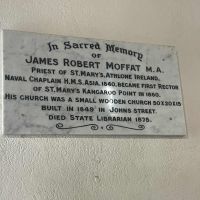 In Sacred Memory
OF
JAMES ROBERT MOFFAT M.A.
PRIEST OF ST.MARY'S, ATHLONE IRELAND.
NAVAL CHAPLAIN H.M.S. ASIA. 1840. BECAME FIRST RECTOR
OF ST.MARY'S KANGAROO POINT IN 1860.
HIS CHURCH WAS A SMALL WOODEN CHURCH 50X20X15
BUILT IN 1849 IN JOHNS STREET.
DIED STATE LIBRARIAN 1878.